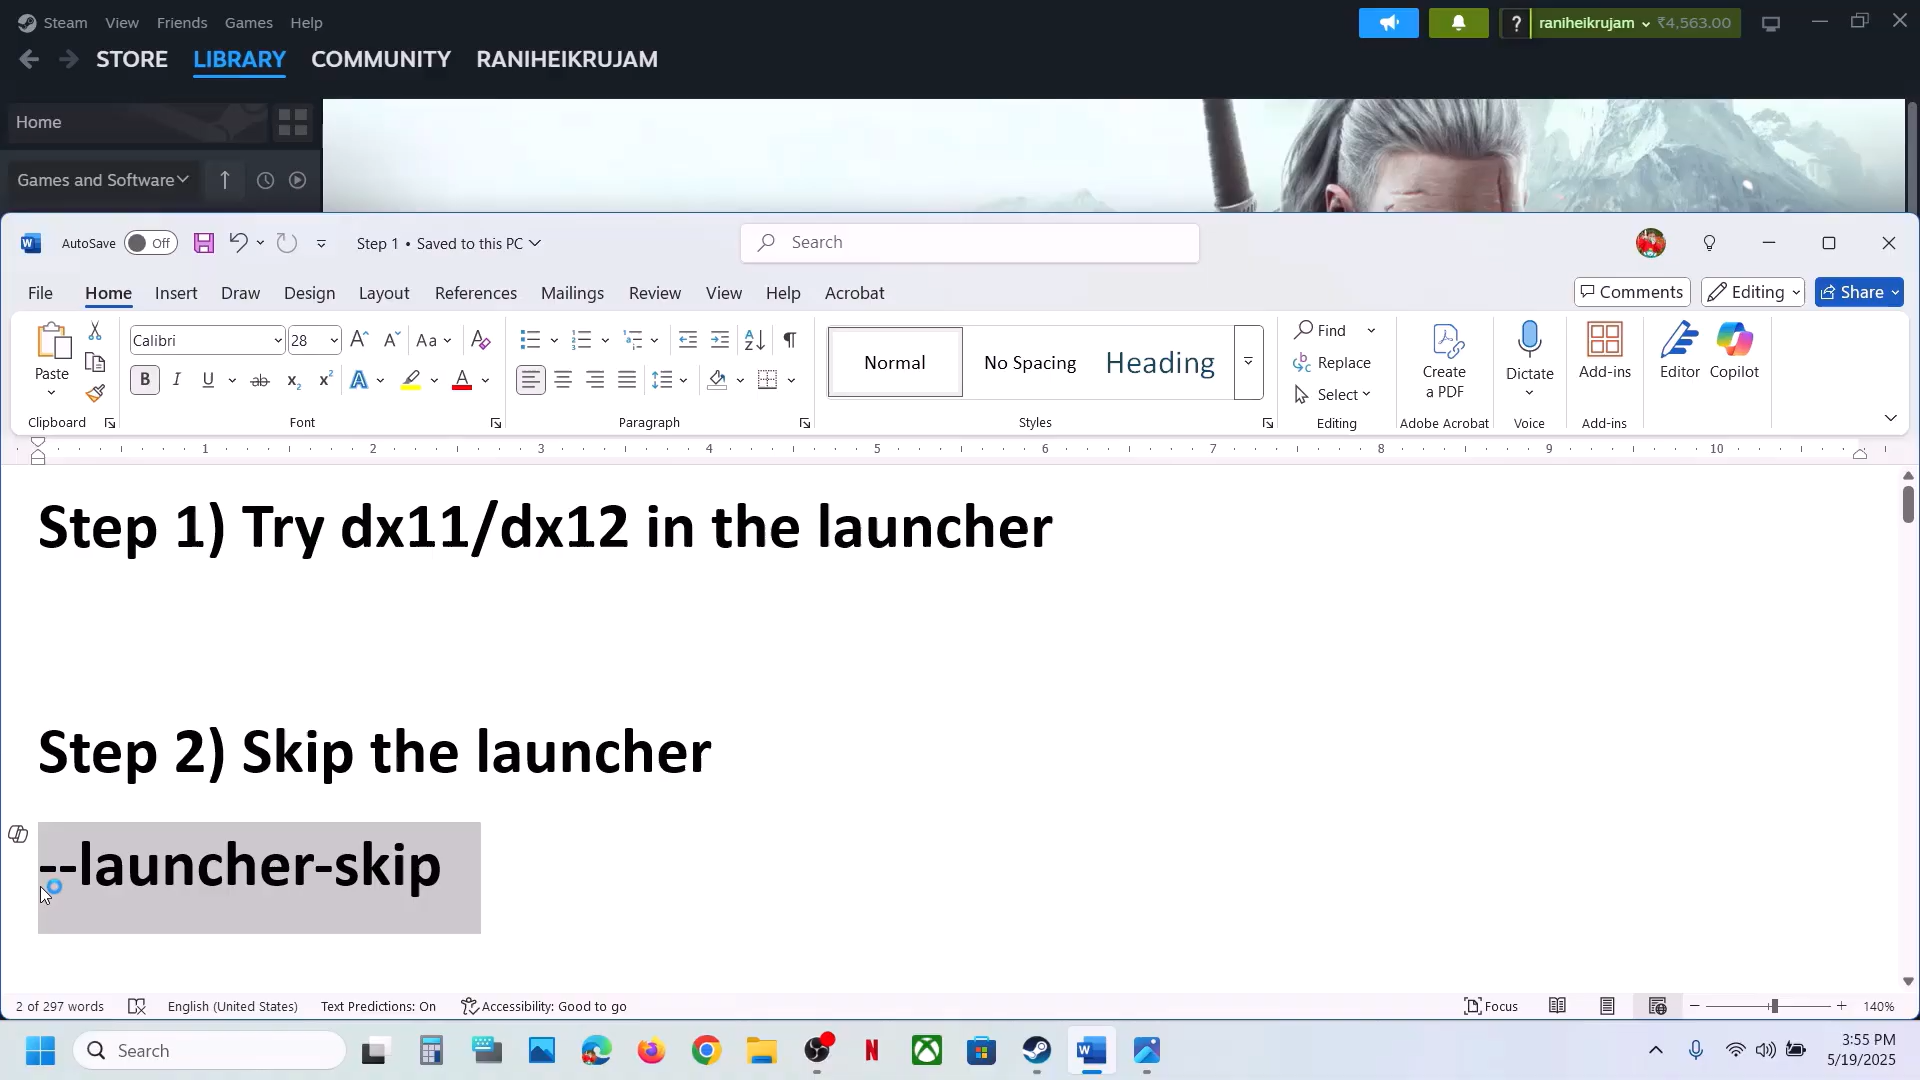 Steam View Friends Games Help
raniheikrujam ₹4,563.00
STORE LIBRARY COMMUNITY RANIHEIKRUJAM
Home
Games and Software
AutoSave Off
Step 1 • Saved to this PC
Search
File Home Insert Draw Design Layout References Mailings Review View Help Acrobat
Comments Editing Share
Paste
Calibri 28
Normal No Spacing Heading
Find
Replace
Select
Create
a PDF
Dictate
Add-ins
Editor
Copilot
Clipboard Font Paragraph Styles Editing Adobe Acrobat Voice Add-ins
1 2 3 4 5 6 7 8 9 10
Step 1) Try dx11/dx12 in the launcher
Step 2) Skip the launcher
--launcher-skip
2 of 297 words English (United States) Text Predictions: On Accessibility: Good to go Focus 140%
Search
3:55 PM
5/19/2025